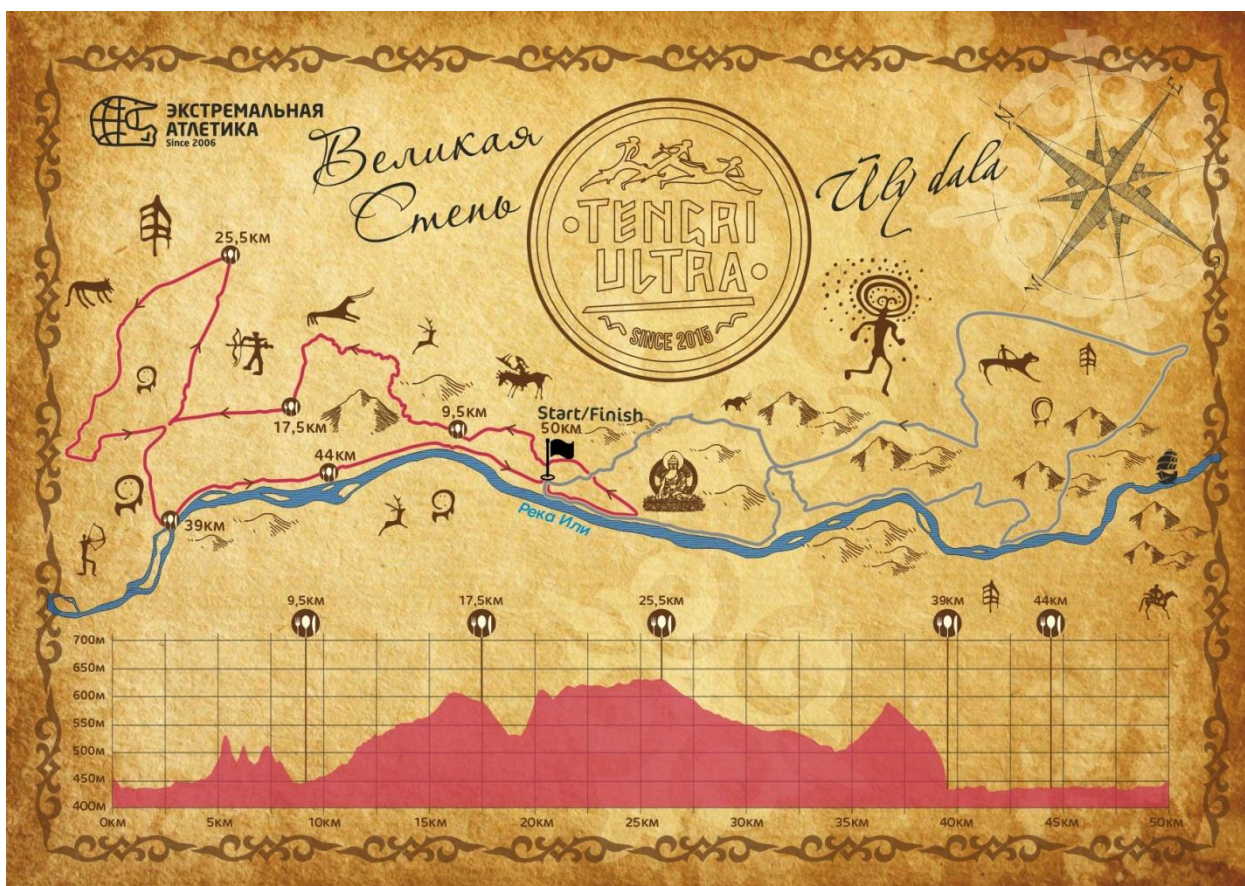 ЭКСТРЕМАЛЬНАЯ
АТЛЕТИКА
Since 2006
Великая
Степь
TENGRI
ULTRA
SINCE 2015
Uly dala
N
E
S
25,5КМ
17,5КМ
9,5КМ
Start/Finish
50КМ
44КМ
39КМ
Река Или
9,5КМ
17,5КМ
25,5КМ
39КМ
44КМ
700М
650М
600М
550М
500М
450М
400М
0КМ
5КМ
10КМ
15КМ
20КМ
25КМ
30КМ
35КМ
40КМ
45КМ
50КМ